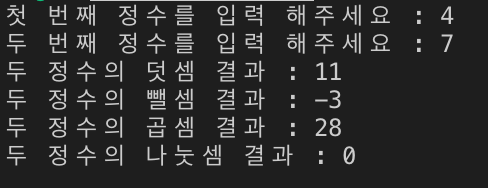 첫 번째 정수를 입력 해주세요 : 4
두 번째 정수를 입력 해주세요 : 7
두 정수의 덧셈 결과 : 11
두 정수의 뺄셈 결과 : -3
두 정수의 곱셈 결과 : 28
두 정수의 나눗셈 결과 : 0